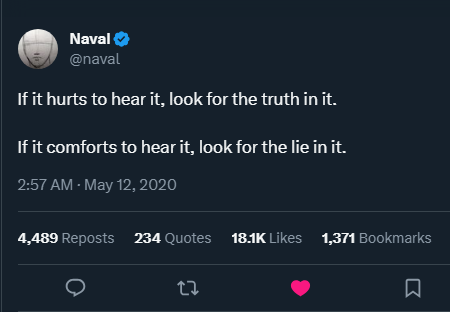 Naval
@naval
If it hurts to hear it, look for the truth in it.
If it comforts to hear it, look for the lie in it.
2:57 AM · May 12, 2020
4,489 Reposts 234 Quotes 18.1K Likes 1,371 Bookmarks